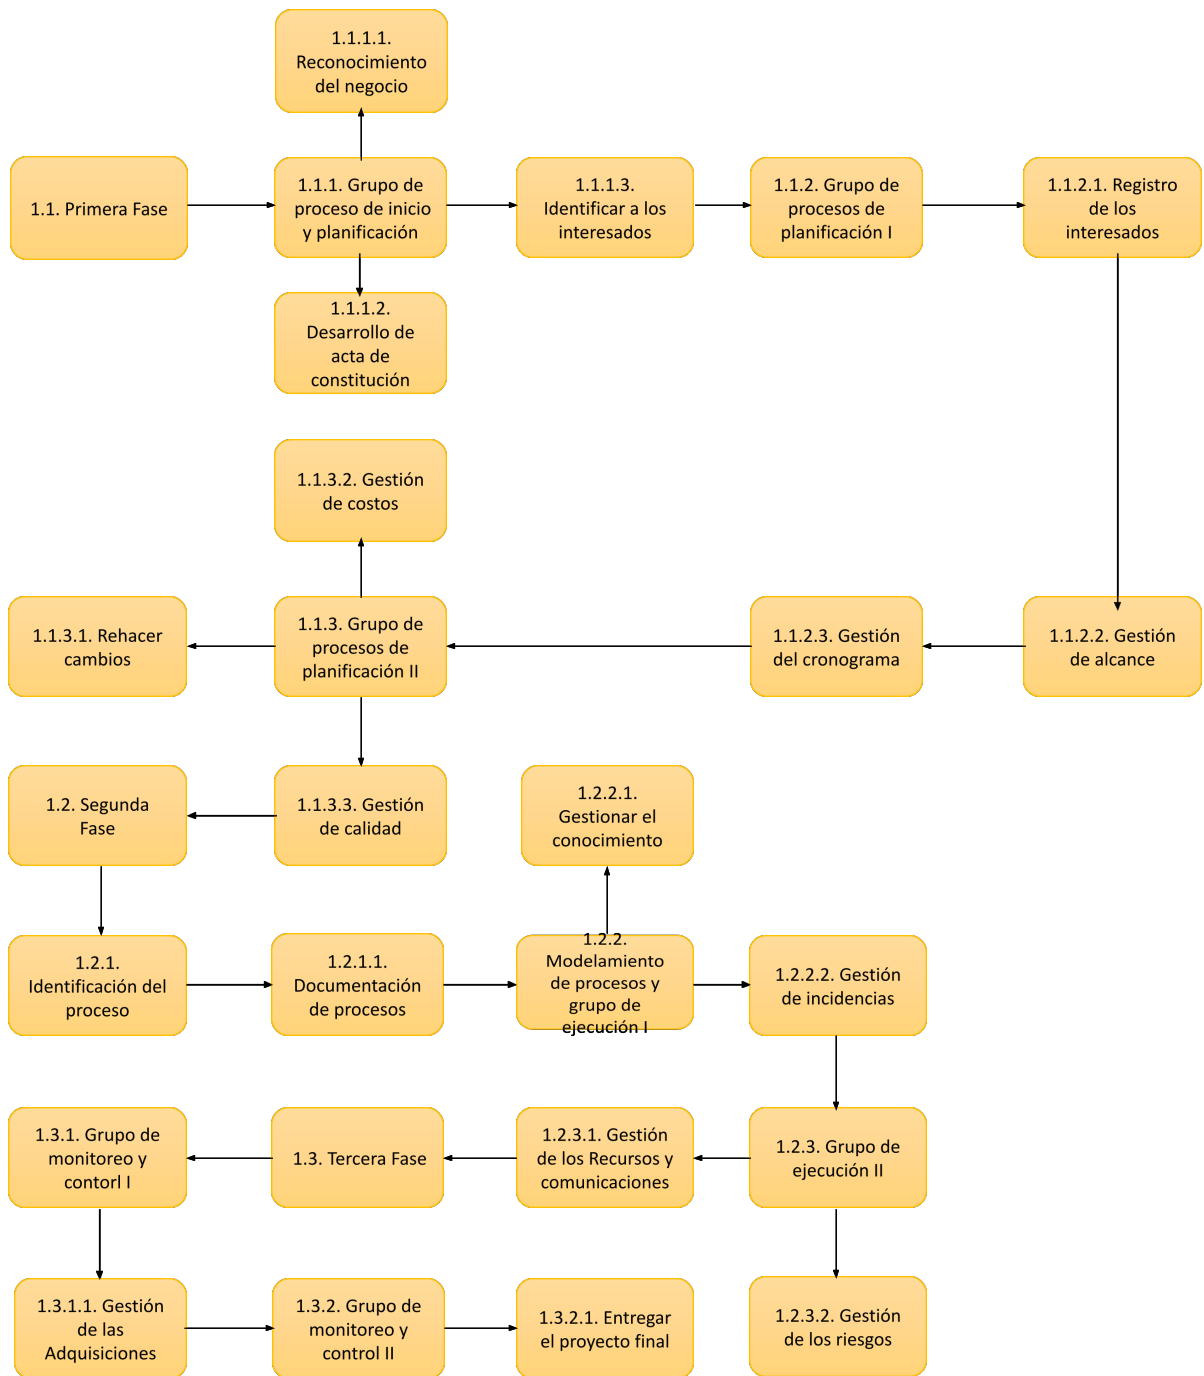 1.1.1.1.
Reconocimiento
del negocio
1.1. Primera Fase
1.1.1. Grupo de
proceso de inicio
y planificación
1.1.1.3.
Identificar a los
interesados
1.1.2. Grupo de
procesos de
planificación I
1.1.2.1. Registro
de los
interesados
1.1.1.2.
Desarrollo de
acta de
constitución
1.1.3.2. Gestión
de costos
1.1.3.1. Rehacer
cambios
1.1.3. Grupo de
procesos de
planificación II
1.1.2.3. Gestión
del cronograma
1.1.2.2. Gestión
de alcance
1.2. Segunda
Fase
1.1.3.3. Gestión
de calidad
1.2.2.1.
Gestionar el
conocimiento
1.2.1.
Identificación del
proceso
1.2.1.1.
Documentación
de procesos
1.2.2.
Modelamiento
de procesos y
grupo de
ejecución I
1.2.2.2. Gestión
de incidencias
1.3.1. Grupo de
monitoreo y
contorl I
1.3. Tercera Fase
1.2.3.1. Gestión
de los Recursos y
comunicaciones
1.2.3. Grupo de
ejecución II
1.3.1.1. Gestión
de las
Adquisiciones
1.3.2. Grupo de
monitoreo y
control II
1.3.2.1. Entregar
el proyecto final
1.2.3.2. Gestión
de los riesgos